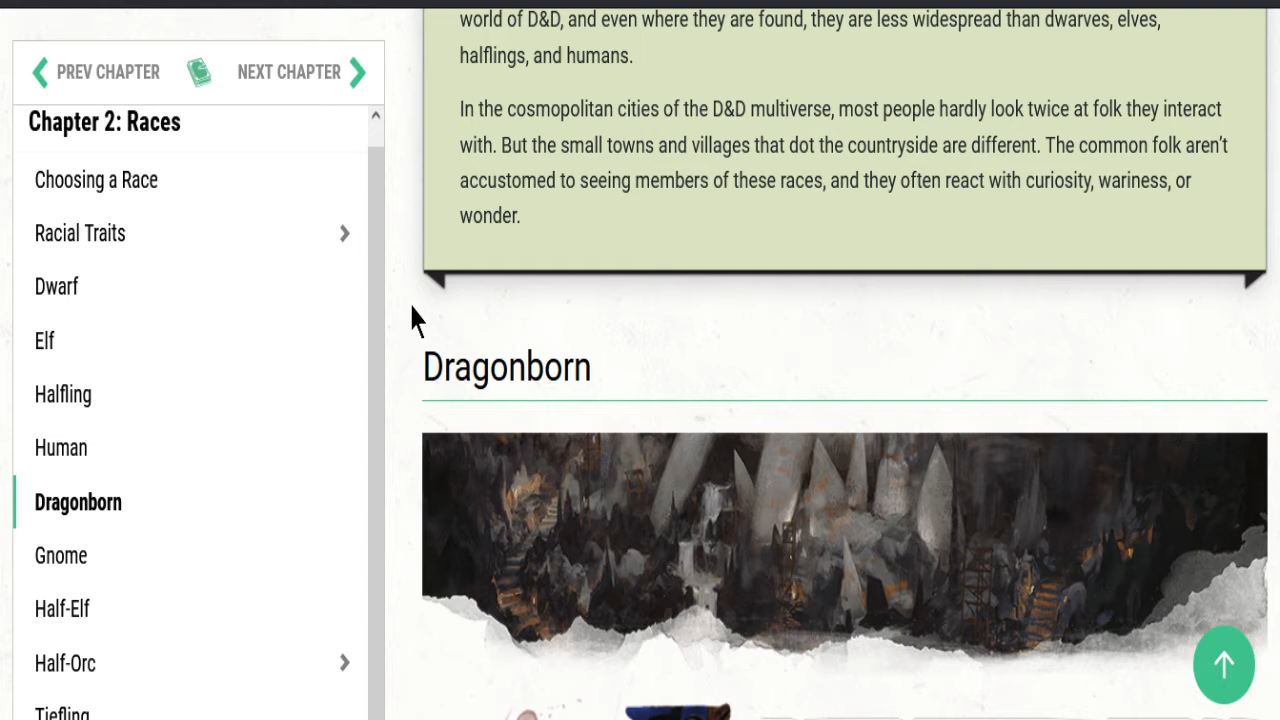 PREV CHAPTER
NEXT CHAPTER
Chapter 2: Races
Choosing a Race
Racial Traits
Dwarf
Elf
Halfling
Human
Dragonborn
Gnome
Half-Elf
Half-Orc
Tiefling
world of D&D, and even where they are found, they are less widespread than dwarves, elves,
halflings, and humans.
In the cosmopolitan cities of the D&D multiverse, most people hardly look twice at folk they interact
with. But the small towns and villages that dot the countryside are different. The common folk aren’t
accustomed to seeing members of these races, and they often react with curiosity, wariness, or
wonder.
Dragonborn